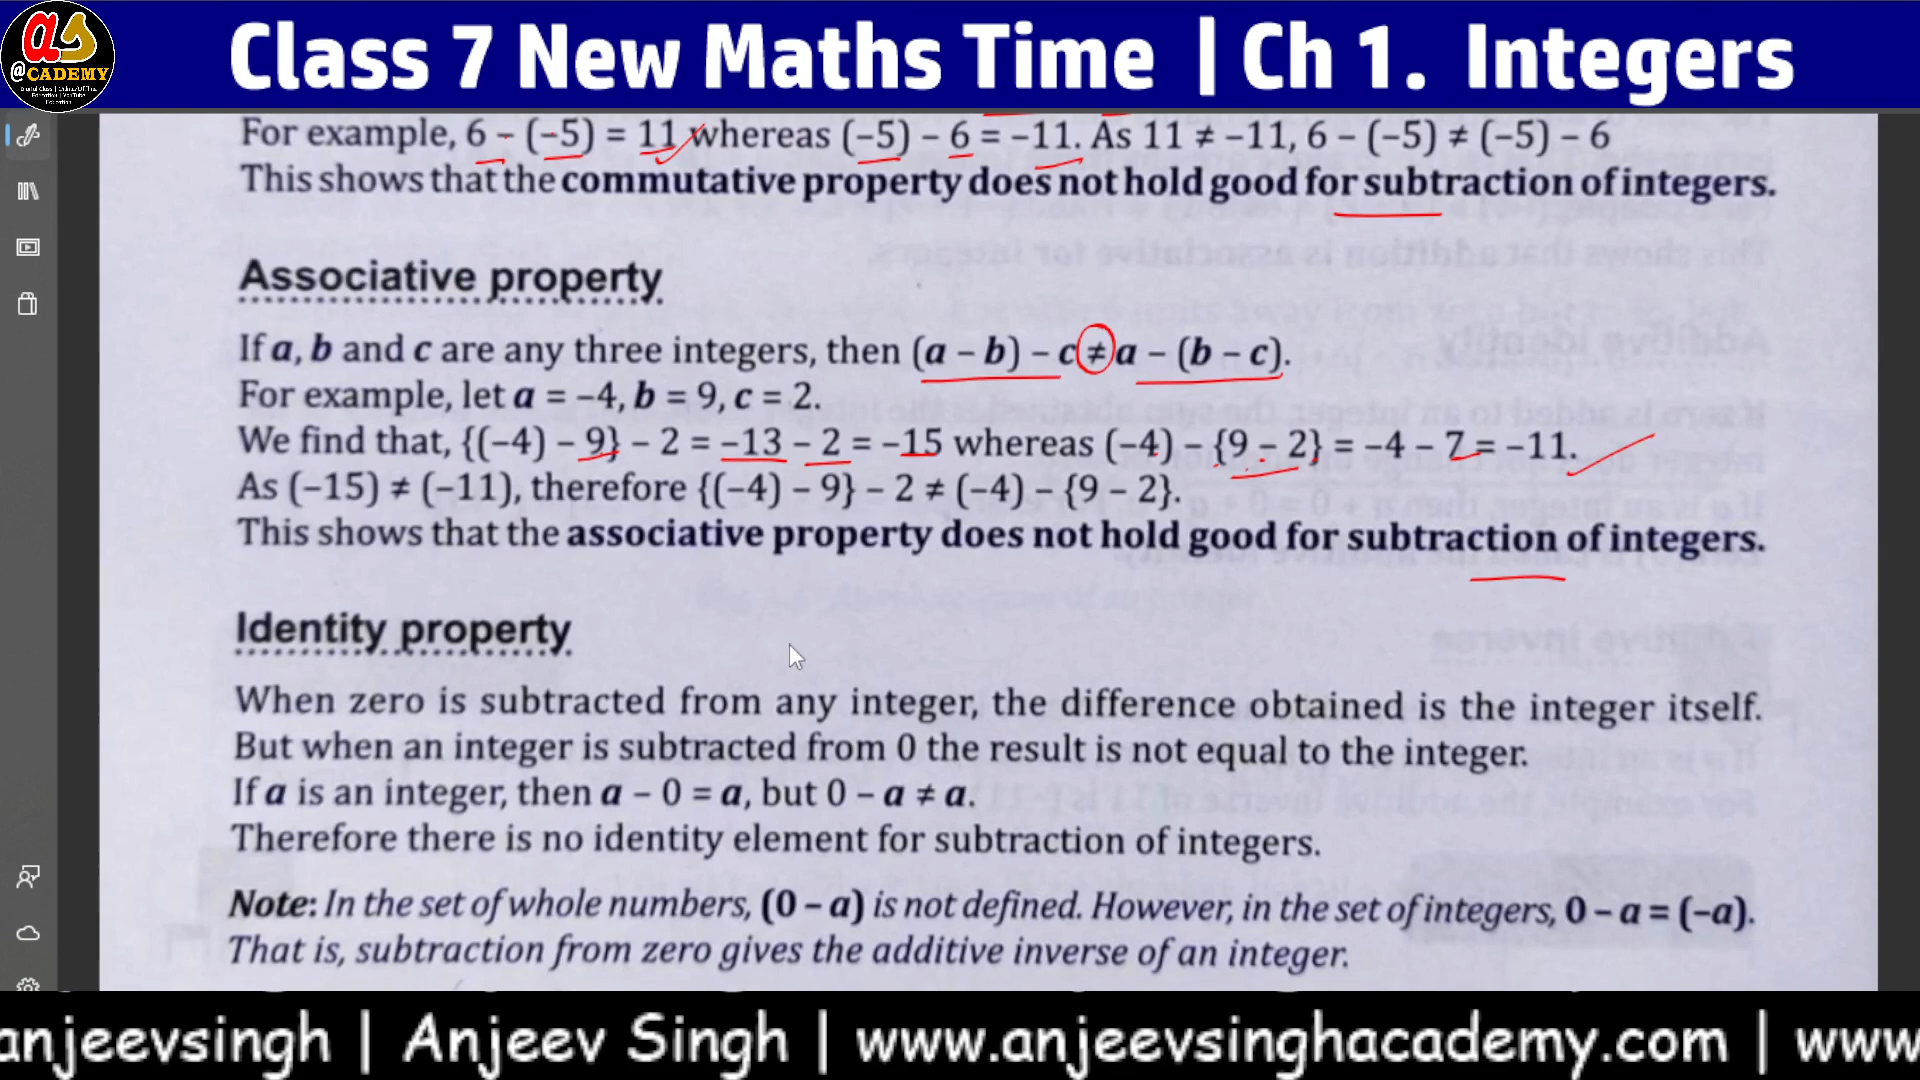 as
@CADEMY
Class 7 New Maths Time | Ch 1. Integers
For example, 6 – (–5) = 11 whereas (–5) – 6 = –11. As 11 ≠ –11, 6 – (–5) ≠ (–5) – 6
This shows that the commutative property does not hold good for subtraction of integers.
Associative property
If a, b and c are any three integers, then (a – b) – c ≠ a – (b – c).
For example, let a = –4, b = 9, c = 2.
We find that, {(–4) – 9} – 2 = –13 – 2 = –15 whereas (–4) – {9 – 2} = –4 – 7 = –11.
As (–15) ≠ (–11), therefore {(–4) – 9} – 2 ≠ (–4) – {9 – 2}.
This shows that the associative property does not hold good for subtraction of integers.
Identity property
When zero is subtracted from any integer, the difference obtained is the integer itself.
But when an integer is subtracted from 0 the result is not equal to the integer.
If a is an integer, then a – 0 = a, but 0 – a ≠ a.
Therefore there is no identity element for subtraction of integers.
Note: In the set of whole numbers, (0 – a) is not defined. However, in the set of integers, 0 – a = (–a).
That is, subtraction from zero gives the additive inverse of an integer.
anjeevsingh | Anjeev Singh | www.anjeevsinghacademy.com | www